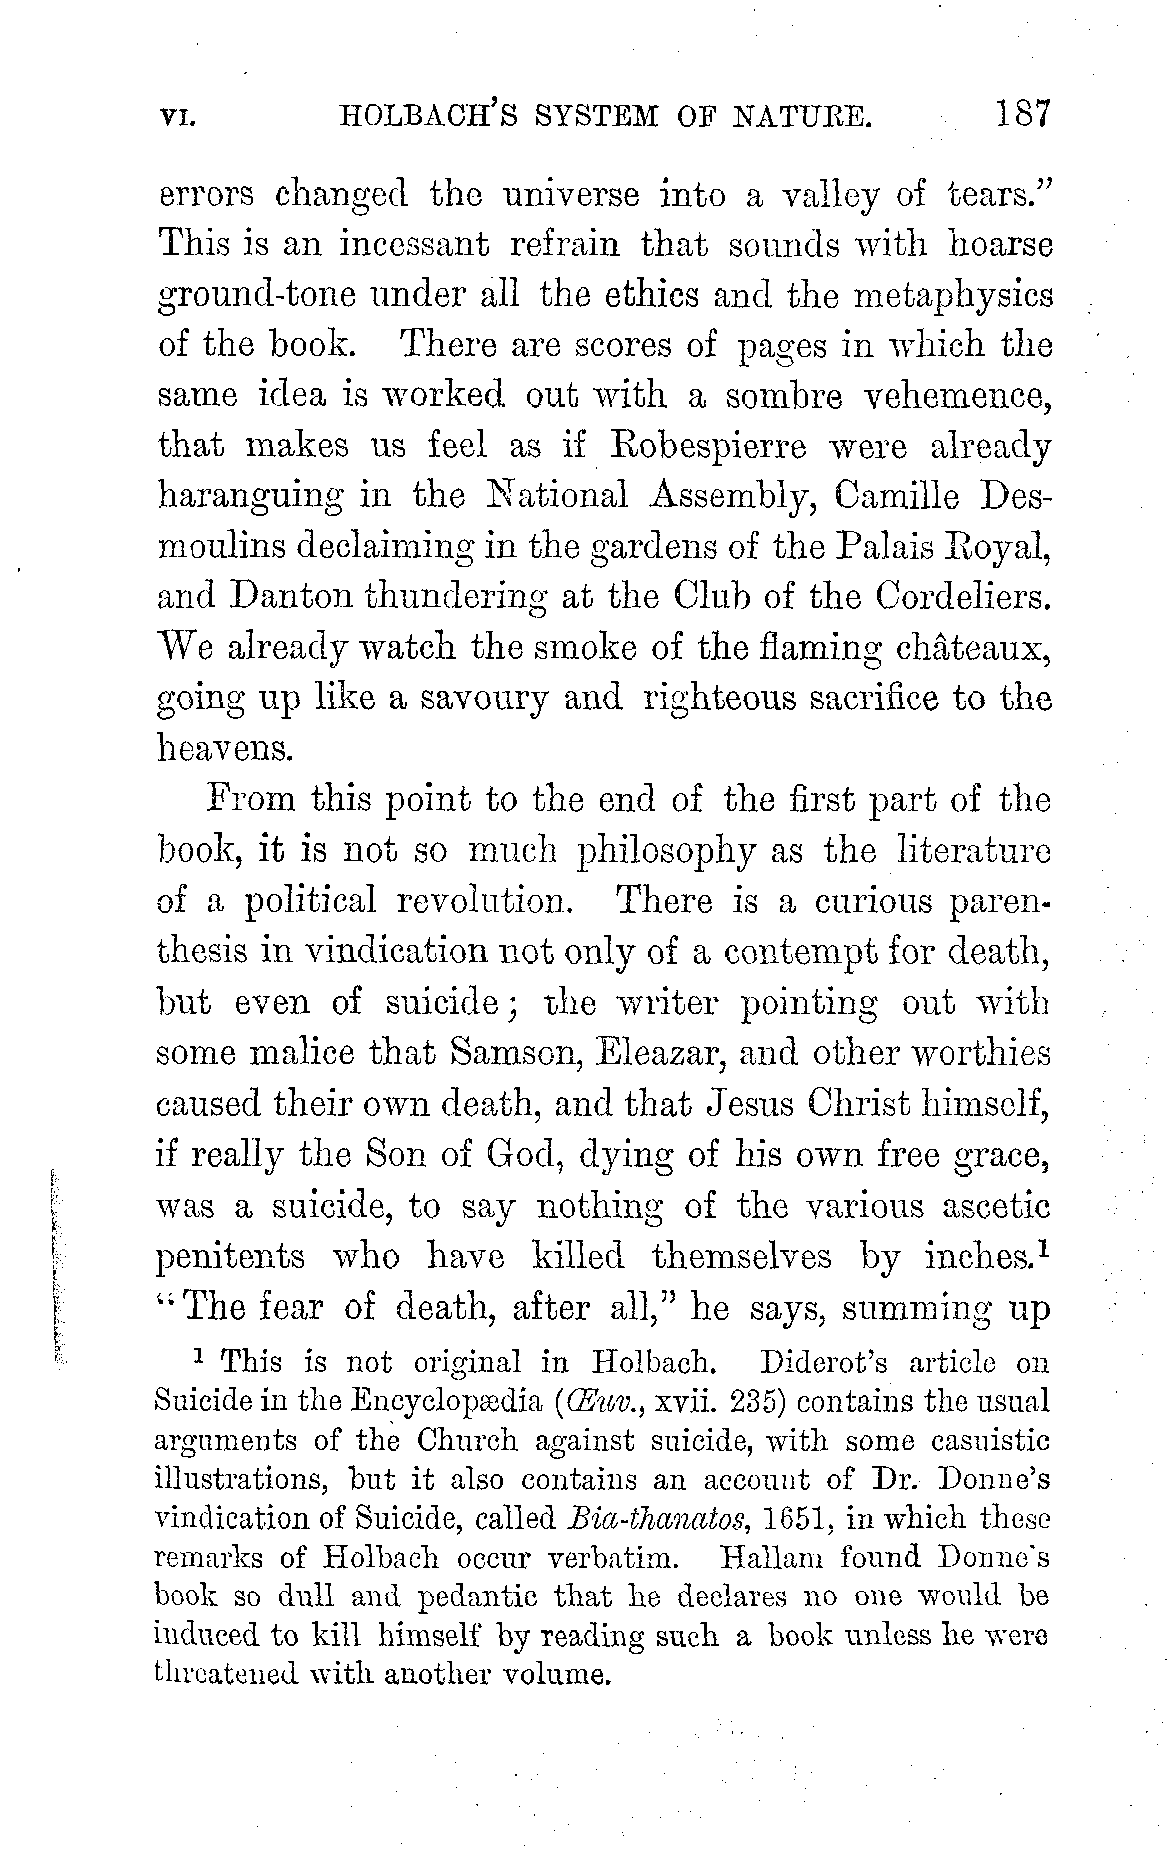 VI. HOLBACH'S SYSTEM OF NATURE. 187
errors changed the universe into a valley of tears."
This is an incessant refrain that sounds with hoarse
ground-tone under all the ethics and the metaphysics
of the book. There are scores of pages in which the
same idea is worked out with a sombre vehemence,
that makes us feel as if Robespierre were already
haranguing in the National Assembly, Camille Des-
moulins declaiming in the gardens of the Palais Royal,
and Danton thundering at the Club of the Cordeliers.
We already watch the smoke of the flaming châteaux,
going up like a savoury and righteous sacrifice to the
heavens.
From this point to the end of the first part of the
book, it is not so much philosophy as the literature
of a political revolution. There is a curious paren-
thesis in vindication not only of a contempt for death,
but even of suicide; the writer pointing out with
some malice that Samson, Eleazar, and other worthies
caused their own death, and that Jesus Christ himself,
if really the Son of God, dying of his own free grace,
was a suicide, to say nothing of the various ascetic
penitents who have killed themselves by inches.¹
"The fear of death, after all," he says, summing up
¹ This is not original in Holbach. Diderot's article on
Suicide in the Encyclopædia (Œuv., xvii. 235) contains the usual
arguments of the Church against suicide, with some casuistic
illustrations, but it also contains an account of Dr. Donne's
vindication of Suicide, called Bia-thanatos, 1651, in which these
remarks of Holbach occur verbatim. Hallam found Donne's
book so dull and pedantic that he declares no one would be
induced to kill himself by reading such a book unless he were
threatened with another volume.